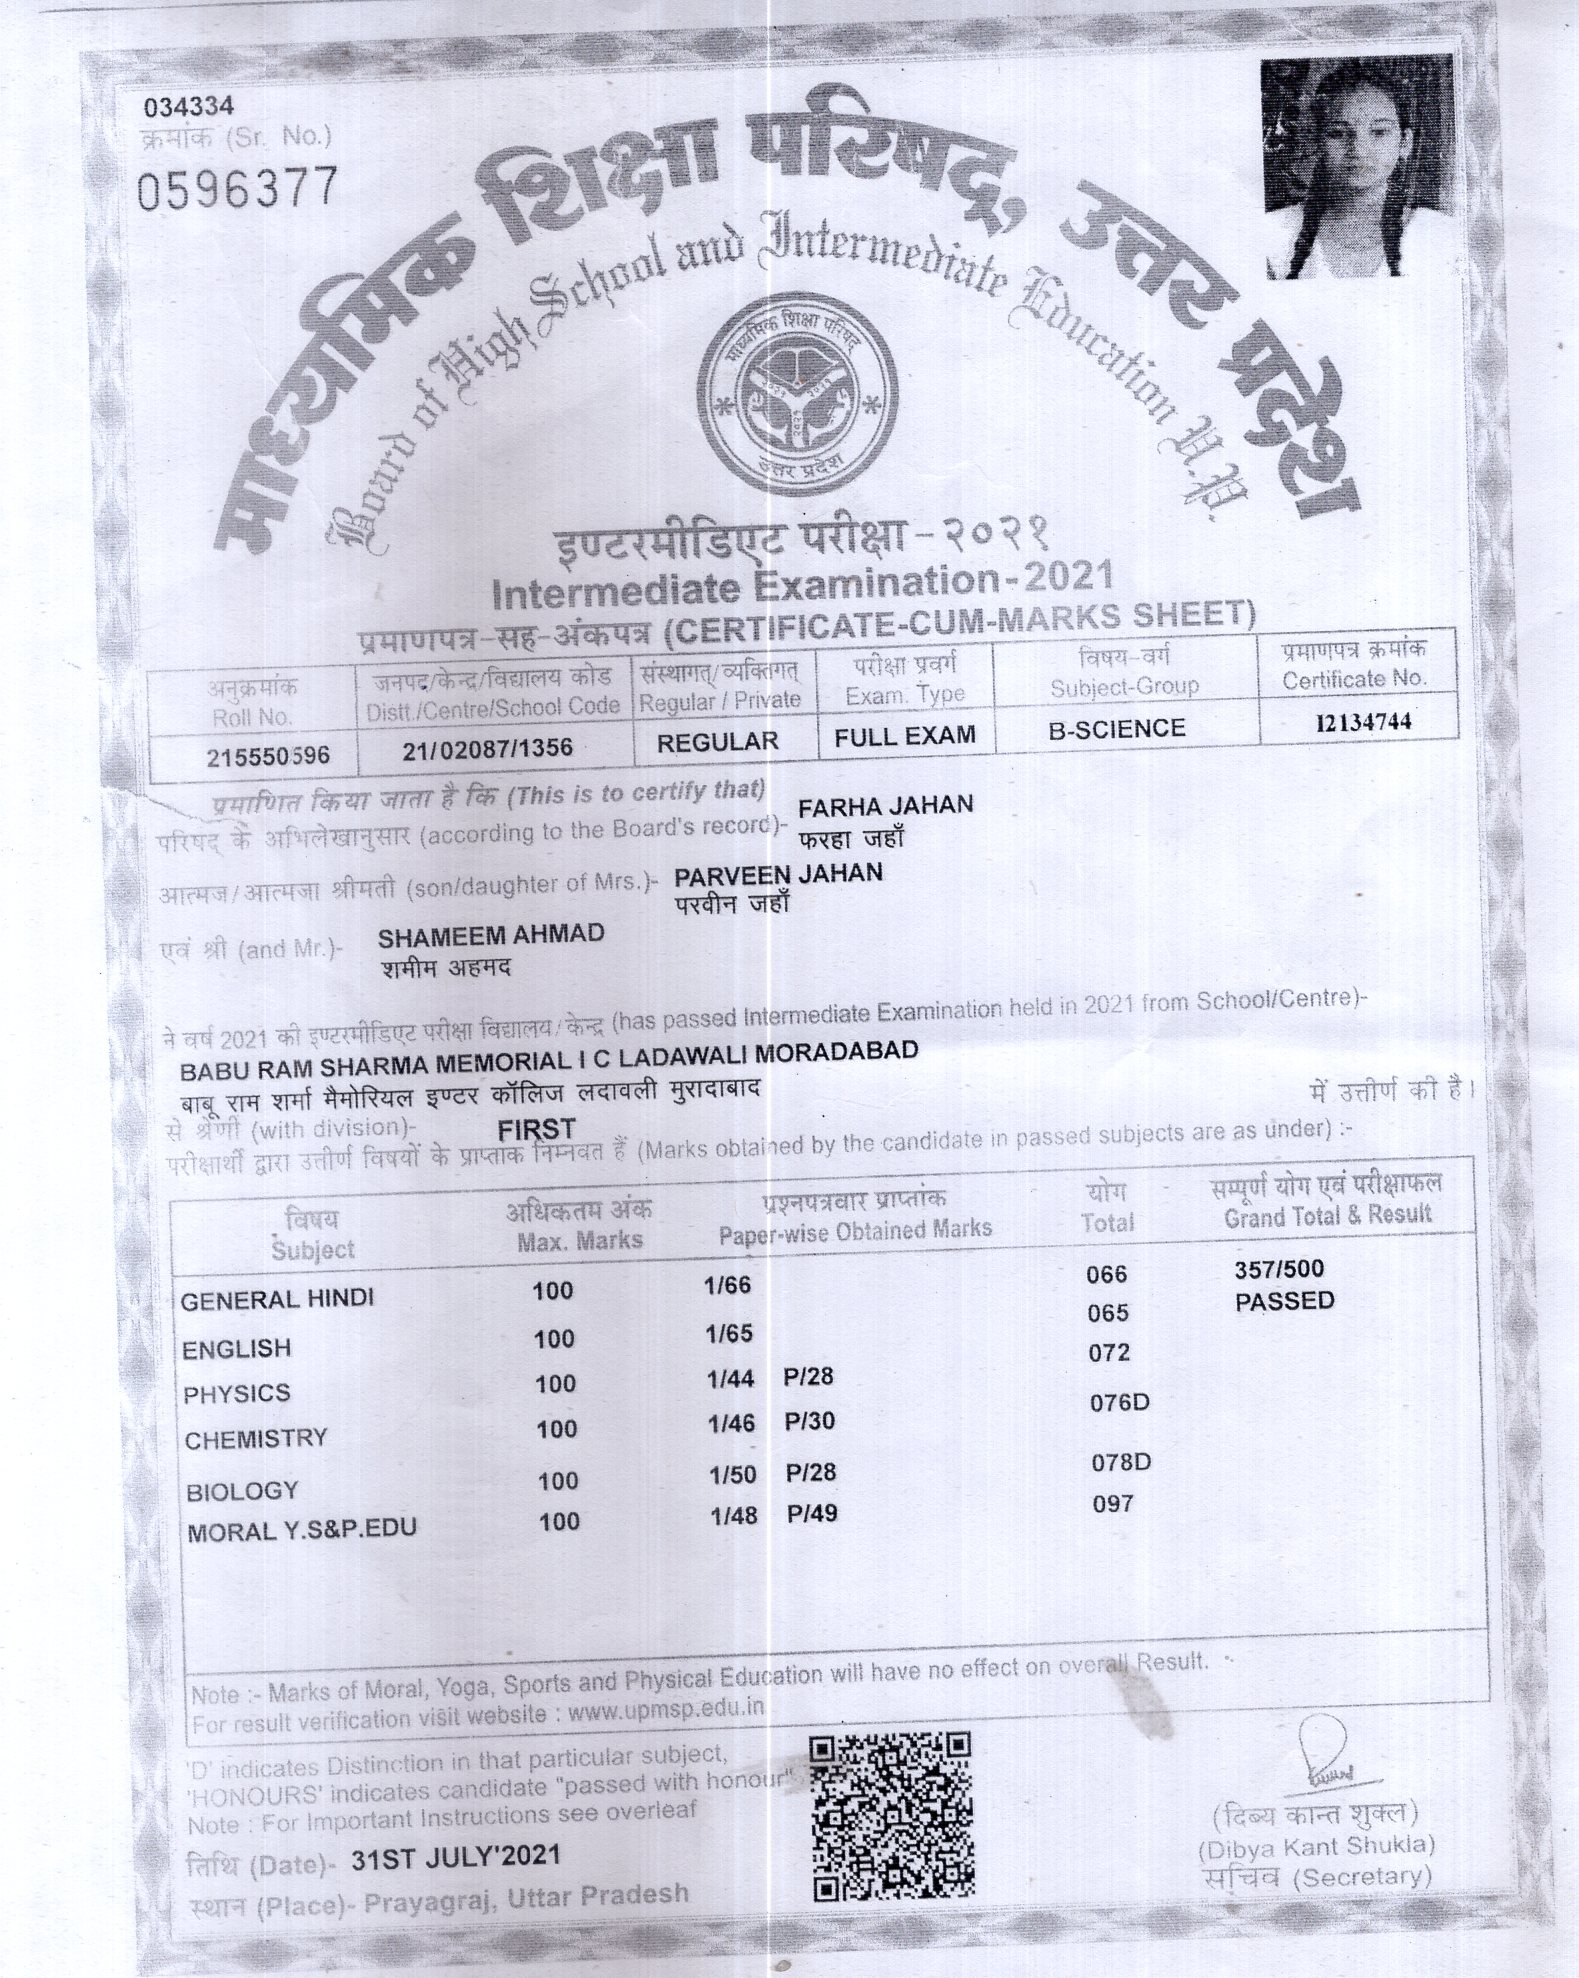 034334
क्रमांक (Sr. No.)
0596377
माध्यमिक शिक्षा परिषद्, उत्तर प्रदेश
Board of High School and Intermediate Education U.P.
माध्यमिक शिक्षा परिषद्
उत्तर प्रदेश
इण्टरमीडिएट परीक्षा-२०२१
Intermediate Examination-2021
प्रमाणपत्र-सह-अंकपत्र (CERTIFICATE-CUM-MARKS SHEET)
अनुक्रमांक जनपद/केन्द्र/विद्यालय कोड संस्थागत्/व्यक्तिगत् परीक्षा प्रवर्ग विषय-वर्ग प्रमाणपत्र क्रमांक
Roll No. Distt./Centre/School Code Regular / Private Exam. Type Subject-Group Certificate No.
215550596 21/02087/1356 REGULAR FULL EXAM B-SCIENCE I2134744
प्रमाणित किया जाता है कि (This is to certify that)
परिषद् के अभिलेखानुसार (according to the Board's record)- FARHA JAHAN
फरहा जहाँ
आत्मज/आत्मजा श्रीमती (son/daughter of Mrs.)- PARVEEN JAHAN
परवीन जहाँ
एवं श्री (and Mr.)- SHAMEEM AHMAD
शमीम अहमद
ने वर्ष 2021 की इण्टरमीडिएट परीक्षा विद्यालय/केन्द्र (has passed Intermediate Examination held in 2021 from School/Centre)-
BABU RAM SHARMA MEMORIAL I C LADAWALI MORADABAD
बाबू राम शर्मा मैमोरियल इण्टर कॉलिज लदावली मुरादाबाद में उत्तीर्ण की है।
से श्रेणी (with division)- FIRST
परीक्षार्थी द्वारा उत्तीर्ण विषयों के प्राप्तांक निम्नवत हैं (Marks obtained by the candidate in passed subjects are as under) :-
विषय अधिकतम अंक प्रश्नपत्रवार प्राप्तांक योग सम्पूर्ण योग एवं परीक्षाफल
Subject Max. Marks Paper-wise Obtained Marks Total Grand Total & Result
GENERAL HINDI 100 1/66 066 357/500
PASSED
ENGLISH 100 1/65 065
PHYSICS 100 1/44 P/28 072
CHEMISTRY 100 1/46 P/30 076D
BIOLOGY 100 1/50 P/28 078D
MORAL Y.S&P.EDU 100 1/48 P/49 097
Note :- Marks of Moral, Yoga, Sports and Physical Education will have no effect on overall Result.
For result verification visit website : www.upmsp.edu.in
'D' indicates Distinction in that particular subject,
'HONOURS' indicates candidate "passed with honour"
Note : For Important Instructions see overleaf
तिथि (Date)- 31ST JULY'2021
स्थान (Place)- Prayagraj, Uttar Pradesh
(दिब्य कान्त शुक्ल)
(Dibya Kant Shukla)
सचिव (Secretary)